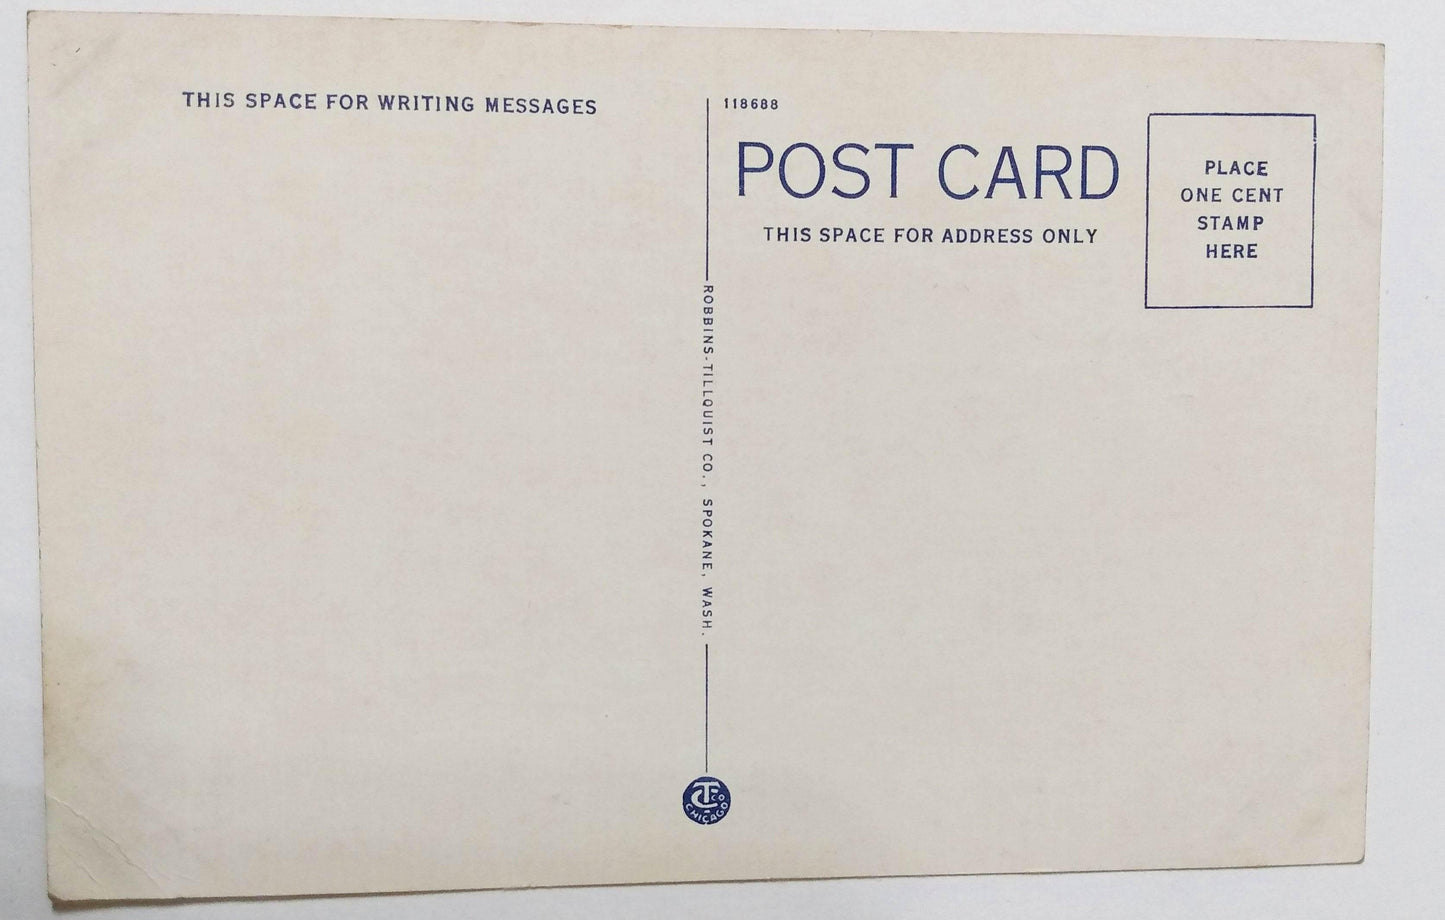 THIS SPACE FOR WRITING MESSAGES
118688
POST CARD
THIS SPACE FOR ADDRESS ONLY
PLACE
ONE CENT
STAMP
HERE
ROBBINS-TILLQUIST CO., SPOKANE, WASH.
CT CO
CHICAGO